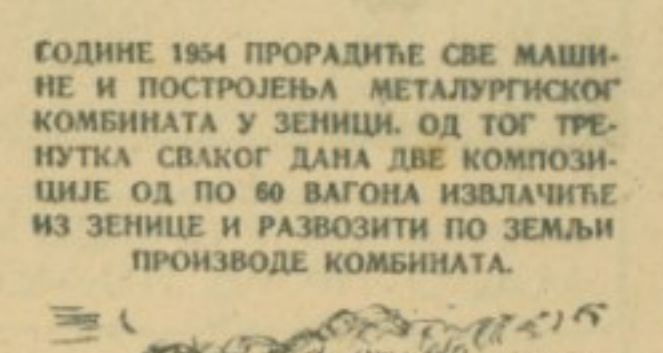 ГОДИНЕ 1954 ПРОРАДИЋЕ СВЕ МАШИ-
НЕ И ПОСТРОЈЕЊА МЕТАЛУРГИСКОГ
КОМБИНАТА У ЗЕНИЦИ. ОД ТОГ ТРЕ-
НУТКА СВАКОГ ДАНА ДВЕ КОМПОЗИ-
ЦИЈЕ ОД ПО 60 ВАГОНА ИЗВЛАЧИЋЕ
ИЗ ЗЕНИЦЕ И РАЗВОЗИТИ ПО ЗЕМЉИ
ПРОИЗВОДЕ КОМБИНАТА.